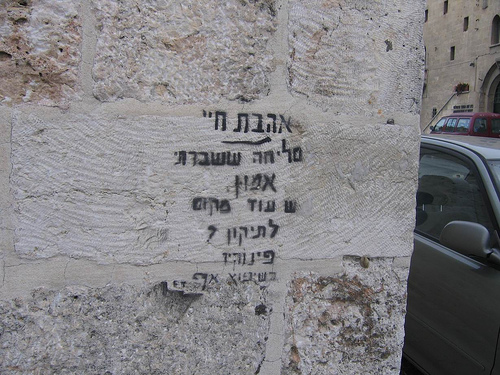 אהבת חיי
סליחה ששברתי
אמון
ש עוד מקום
לתיקון ?